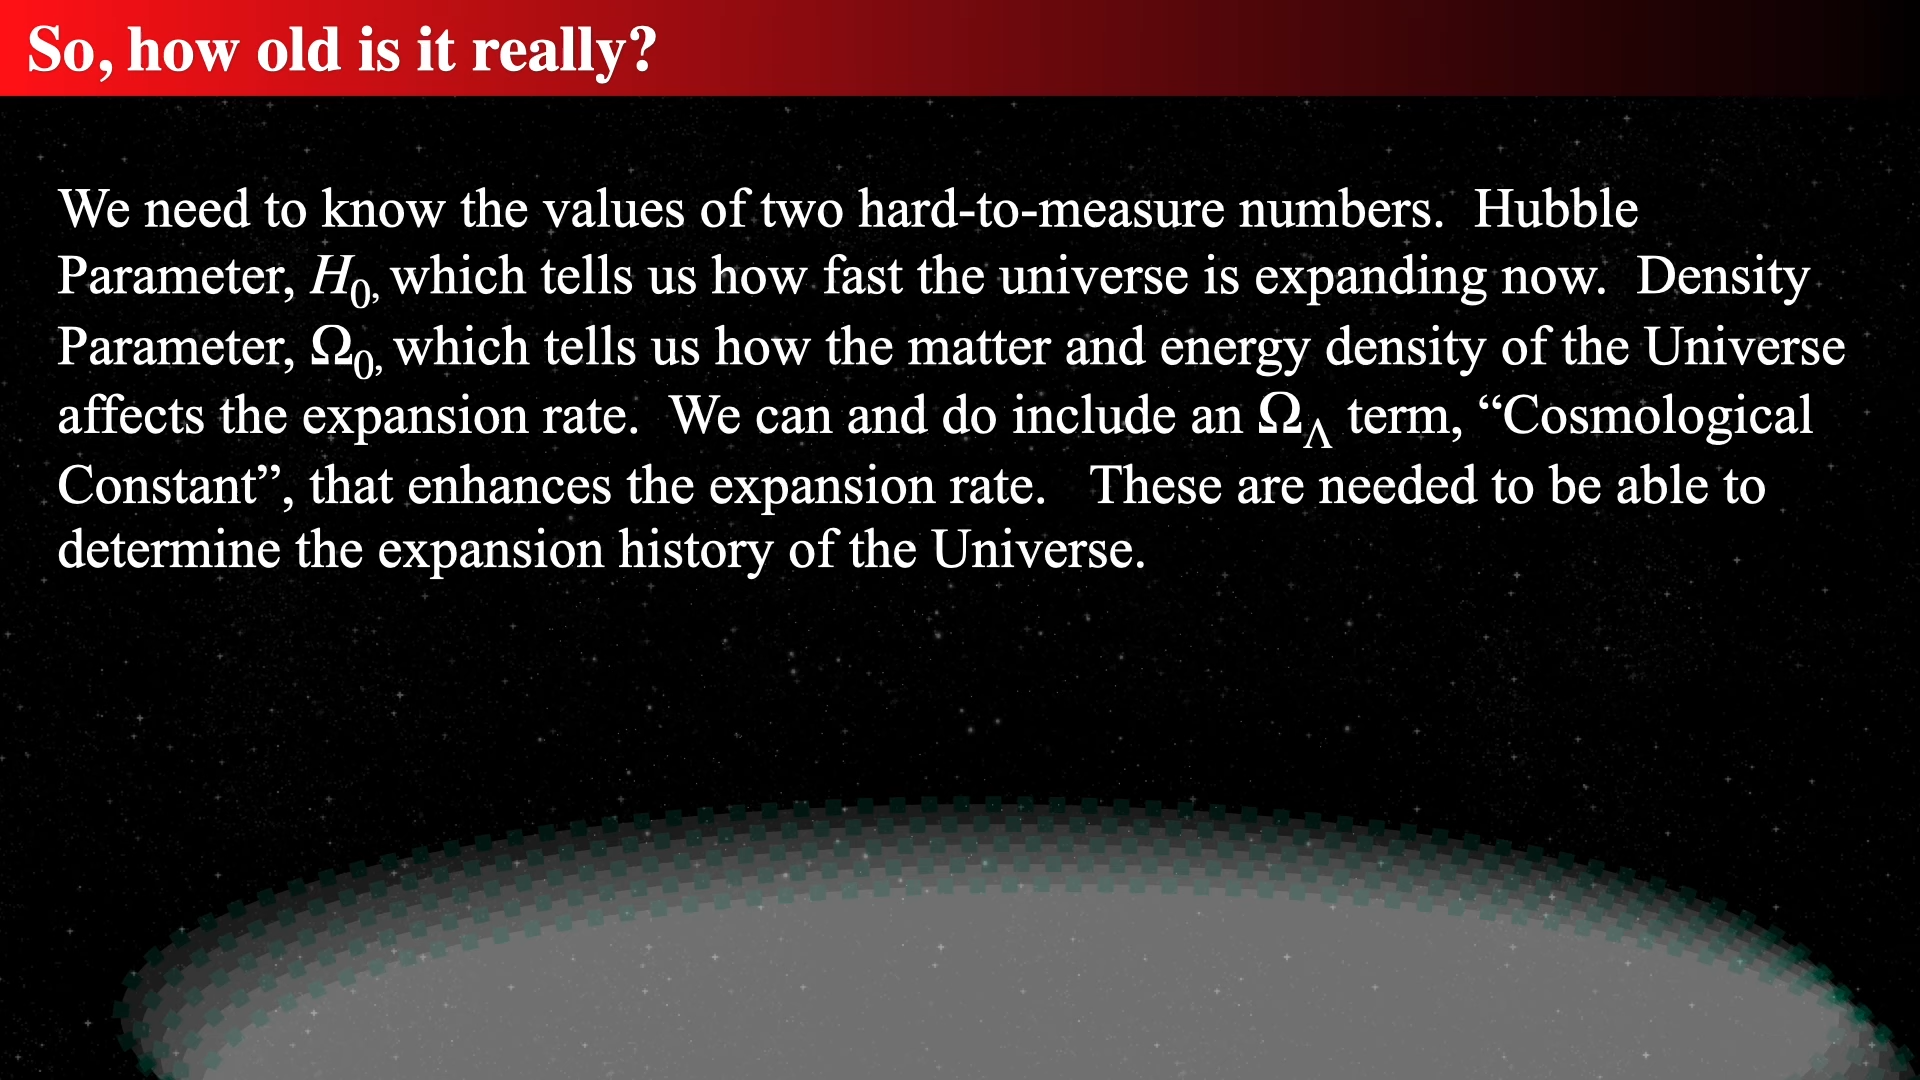 So, how old is it really?
We need to know the values of two hard-to-measure numbers.  Hubble
Parameter, H₀, which tells us how fast the universe is expanding now.  Density
Parameter, Ω₀, which tells us how the matter and energy density of the Universe
affects the expansion rate.  We can and do include an Ω_Λ term, “Cosmological
Constant”, that enhances the expansion rate.   These are needed to be able to
determine the expansion history of the Universe.